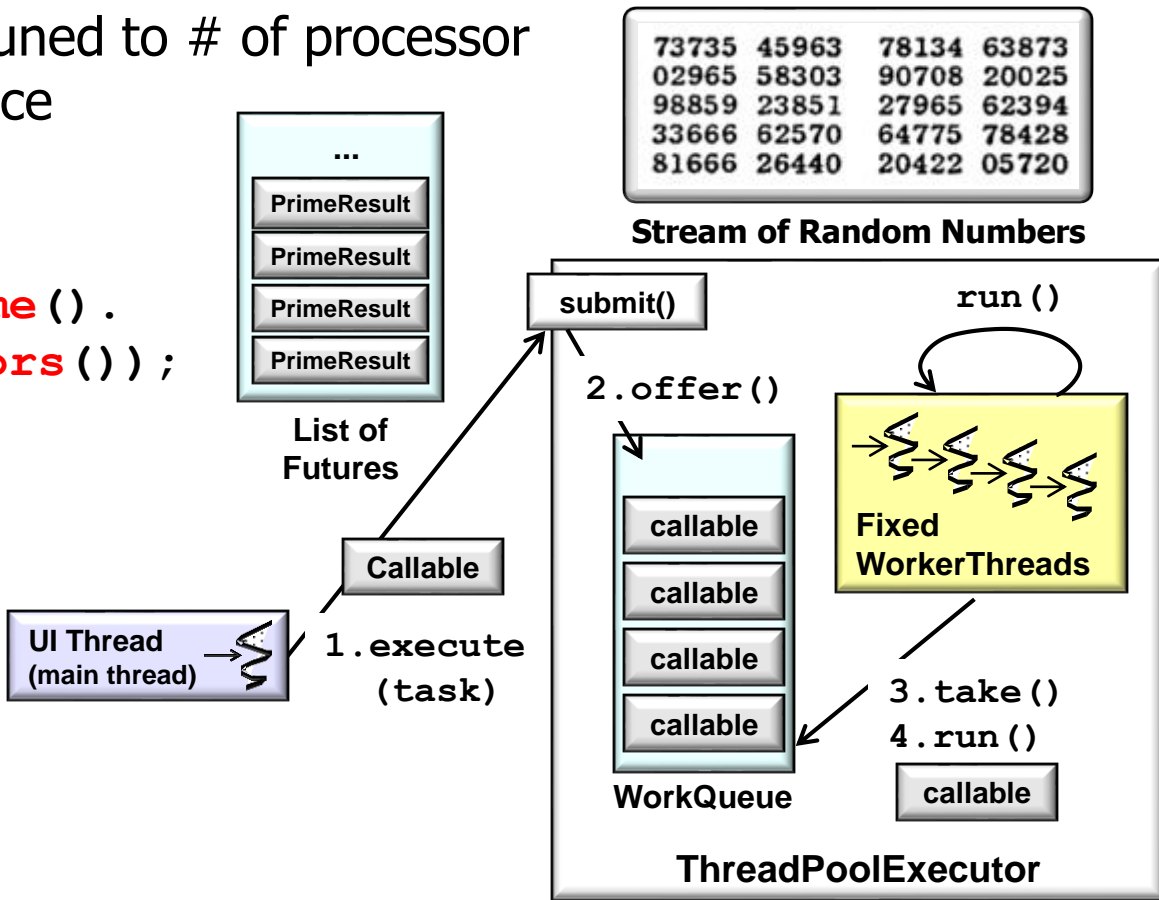 uned to # of processor
ce
73735 45963 78134 63873
02965 58303 90708 20025
98859 23851 27965 62394
33666 62570 64775 78428
81666 26440 20422 05720
Stream of Random Numbers
...
PrimeResult
PrimeResult
PrimeResult
PrimeResult
List of
Futures
me().
ors());
submit()
run()
2.offer()
Fixed
WorkerThreads
callable
callable
callable
callable
WorkQueue
Callable
UI Thread
(main thread)
1.execute
(task)
3.take()
4.run()
callable
ThreadPoolExecutor